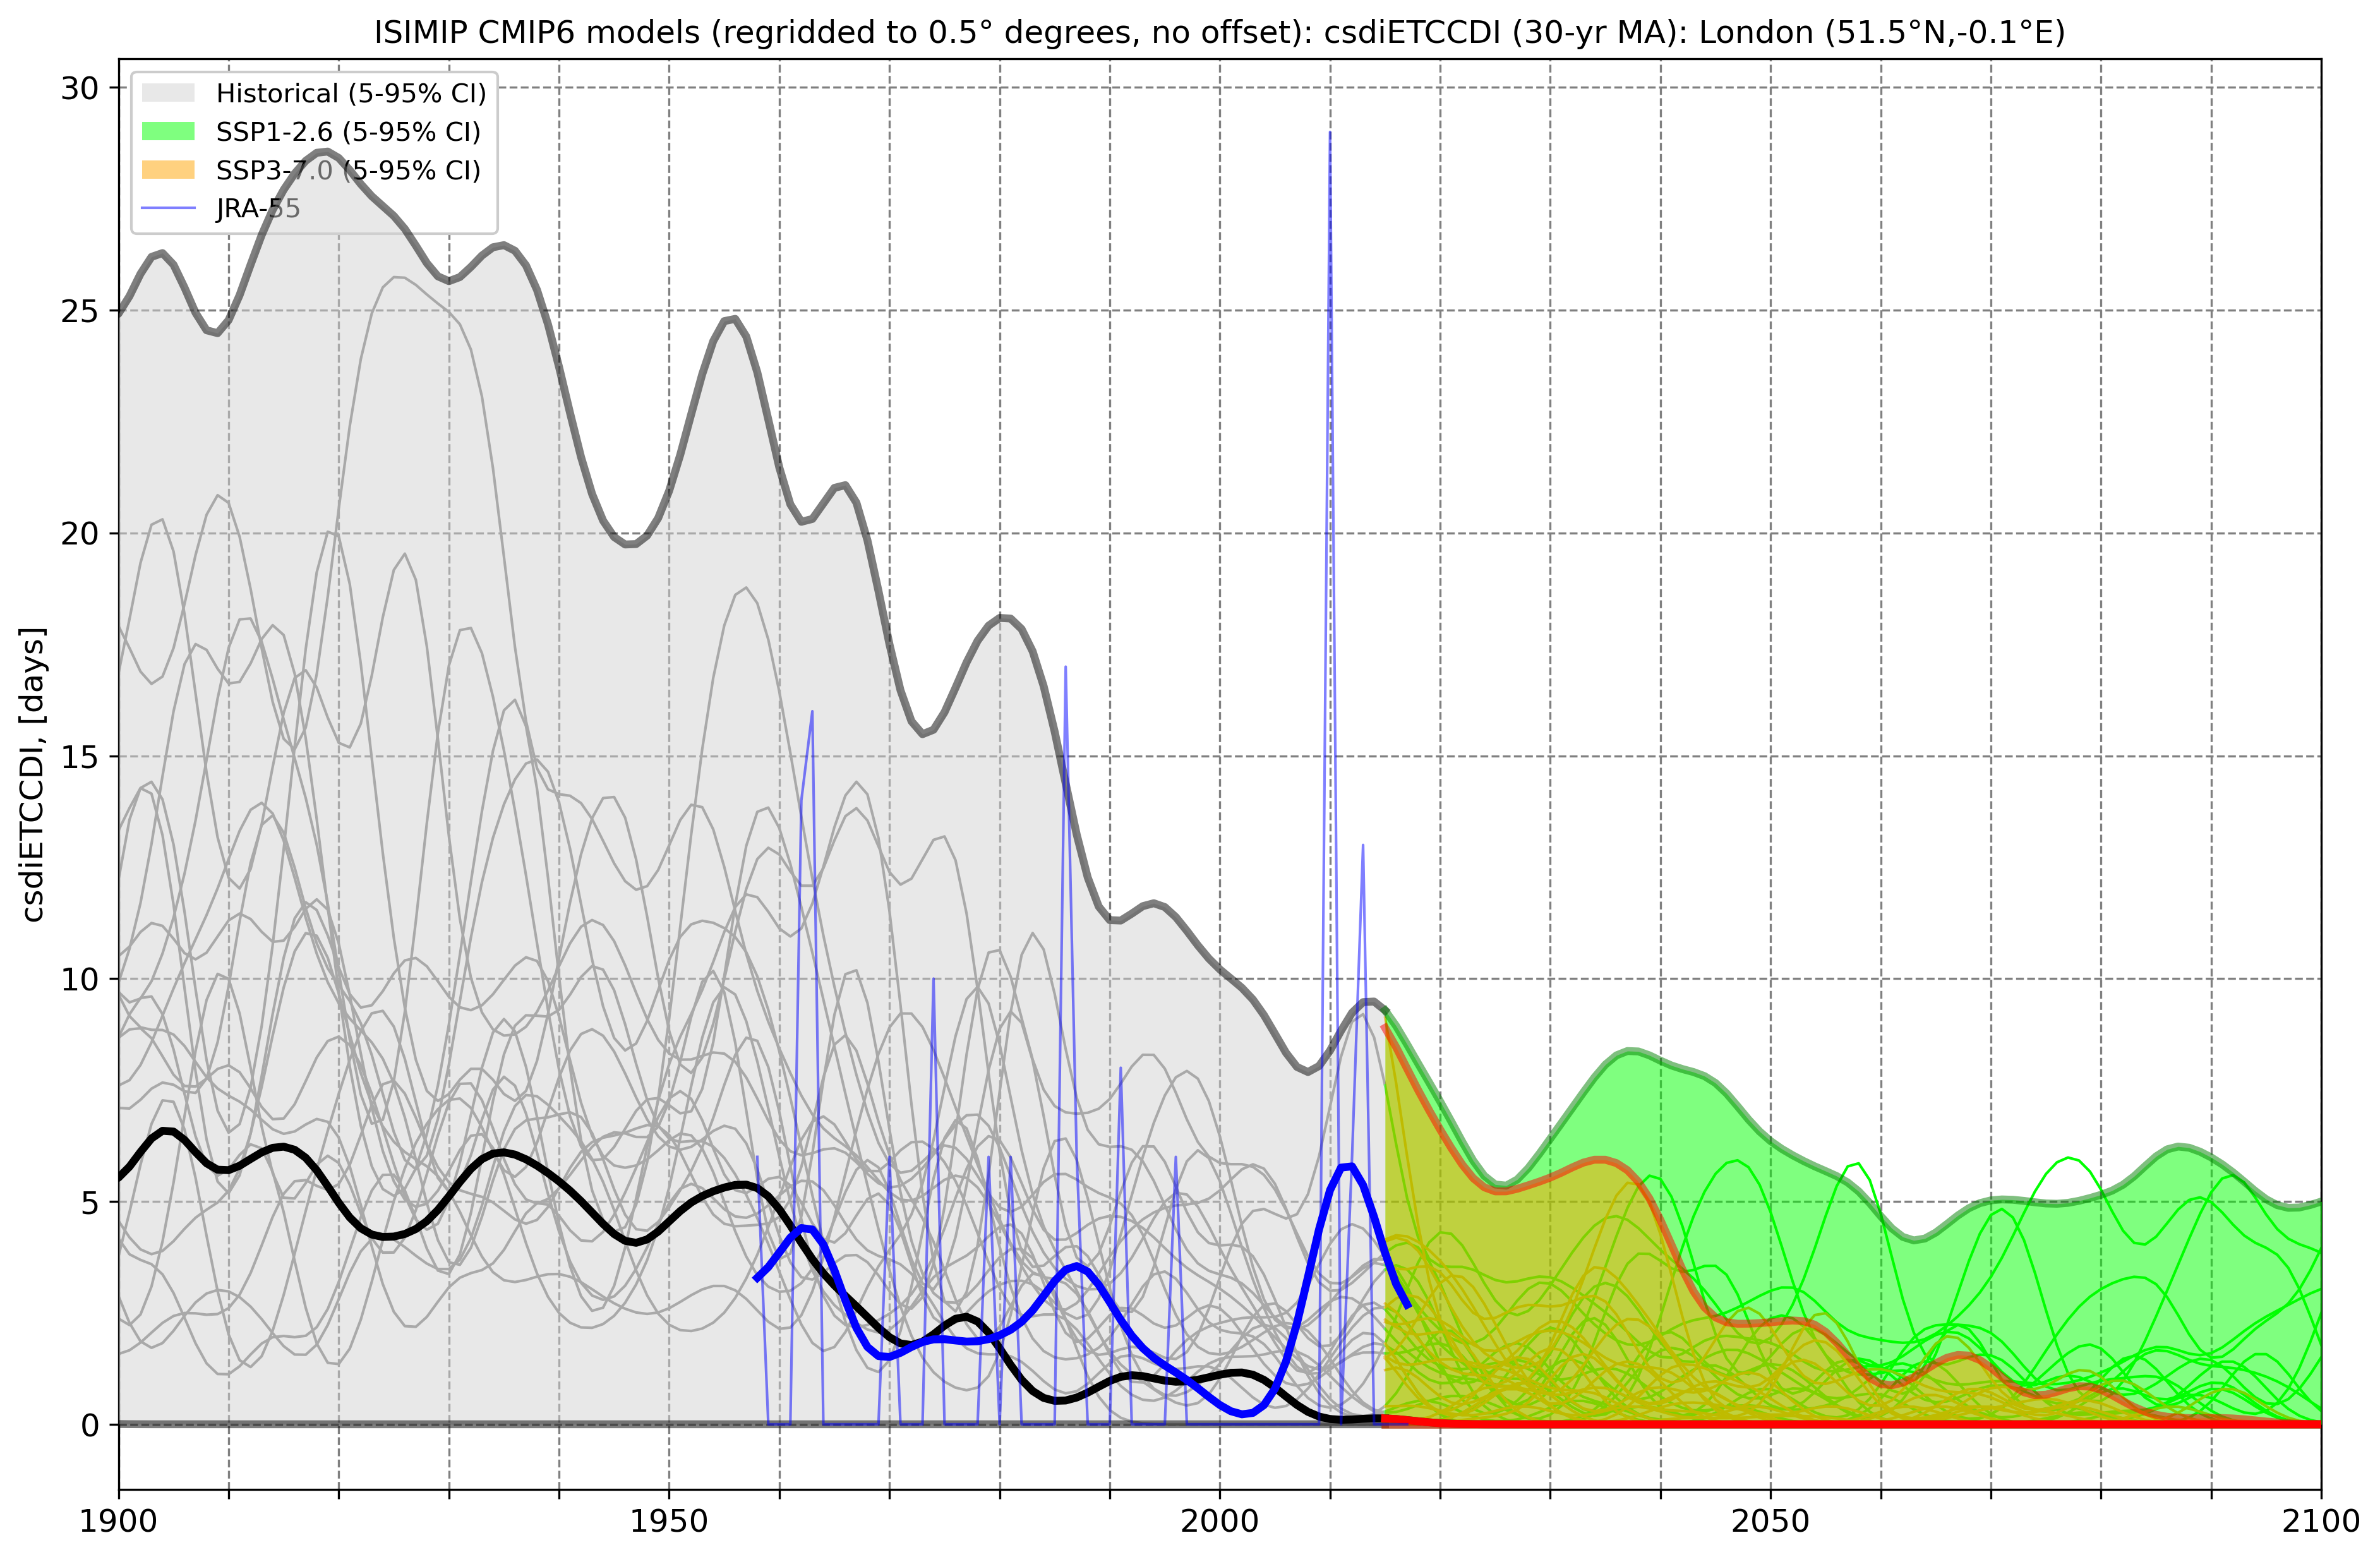 ISIMIP CMIP6 models (regridded to 0.5° degrees, no offset): csdiETCCDI (30-yr MA): London (51.5°N,-0.1°E)
Historical (5-95% CI)
SSP1-2.6 (5-95% CI)
SSP3-7.0 (5-95% CI)
JRA-55
csdiETCCDI, [days]
30
25
20
15
10
5
0
1900
1950
2000
2050
2100